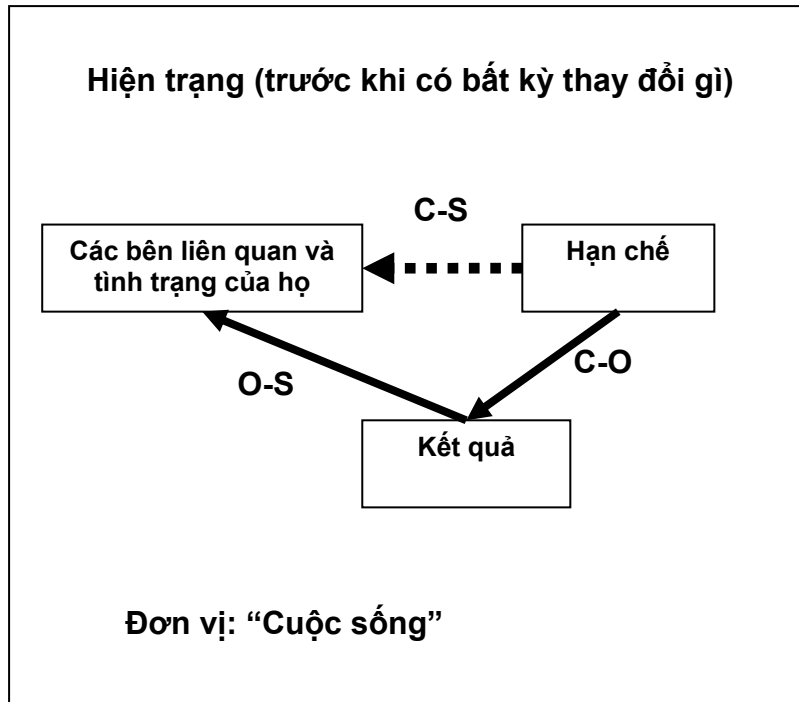 Hiện trạng (trước khi có bất kỳ thay đổi gì)
C-S
Các bên liên quan và
tình trạng của họ
Hạn chế
C-O
O-S
Kết quả
Đơn vị: “Cuộc sống”